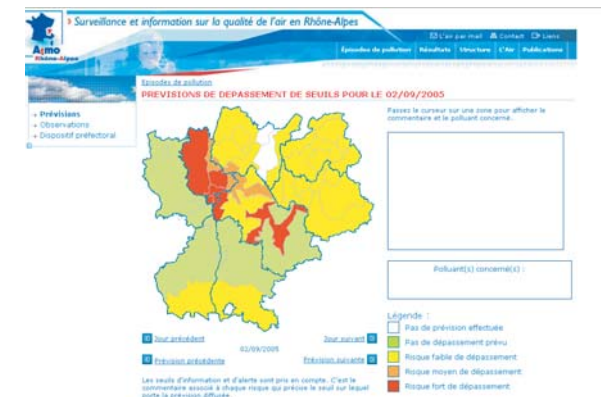 Surveillance et information sur la qualité de l'air en Rhône-Alpes
L'air par mail Contact Liens
Atmo
Rhône-Alpes
Episodes de pollution Résultats Structure L'Air Publications
Episodes de pollution
PREVISIONS DE DEPASSEMENT DE SEUILS POUR LE 02/09/2005
Prévisions
Observations
Dispositif préfectoral
Passez le curseur sur une zone pour afficher le
commentaire et le polluant concerné.
Polluant(s) concerné(s) :
Légende :
Pas de prévision effectuée
Pas de dépassement prévu
Risque faible de dépassement
Risque moyen de dépassement
Risque fort de dépassement
Jour précédent
Jour suivant
02/09/2005
Prévision précédente
Prévision suivante
Les seuils d'information et d'alerte sont pris en compte. C'est le
commentaire associé à chaque risque qui précise le seuil sur lequel
porte la prévision diffusée.